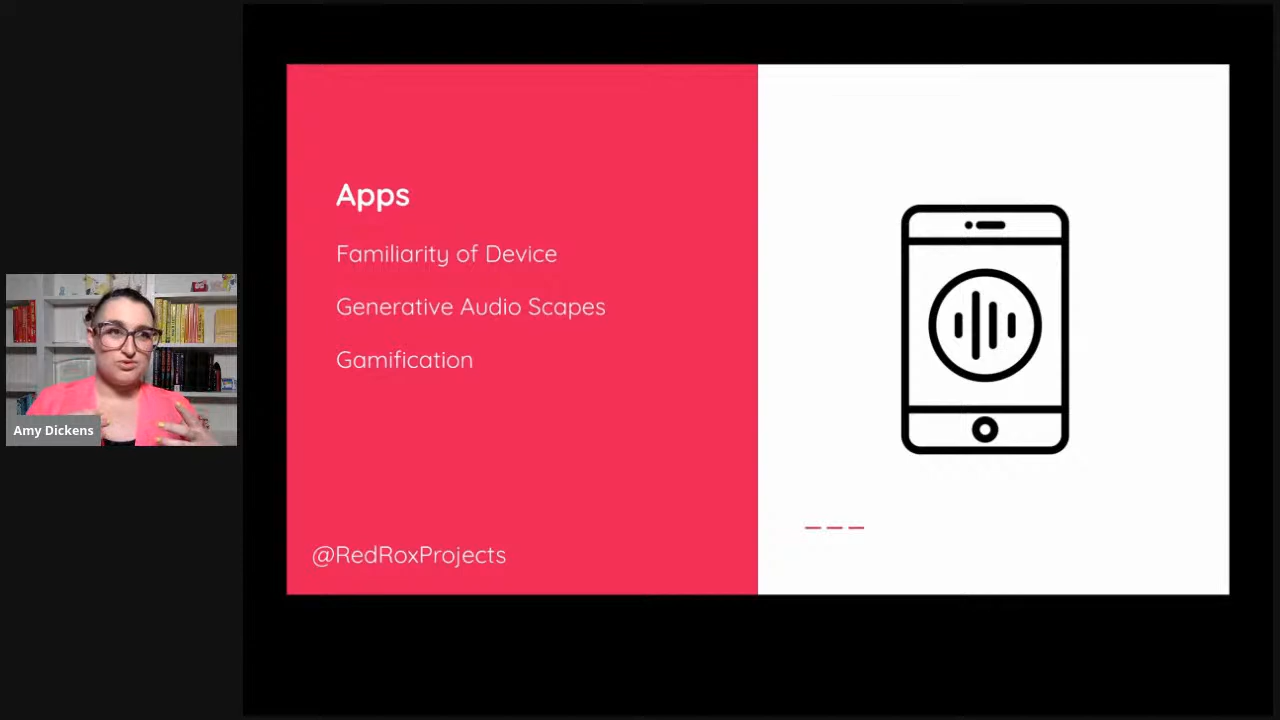 Apps
Familiarity of Device
Generative Audio Scapes
Gamification
@RedRoxProjects
Amy Dickens